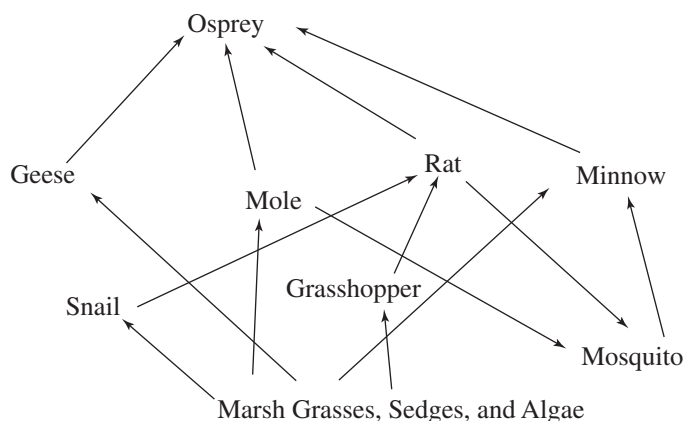 Osprey
Rat
Geese
Minnow
Mole
Grasshopper
Snail
Mosquito
Marsh Grasses, Sedges, and Algae